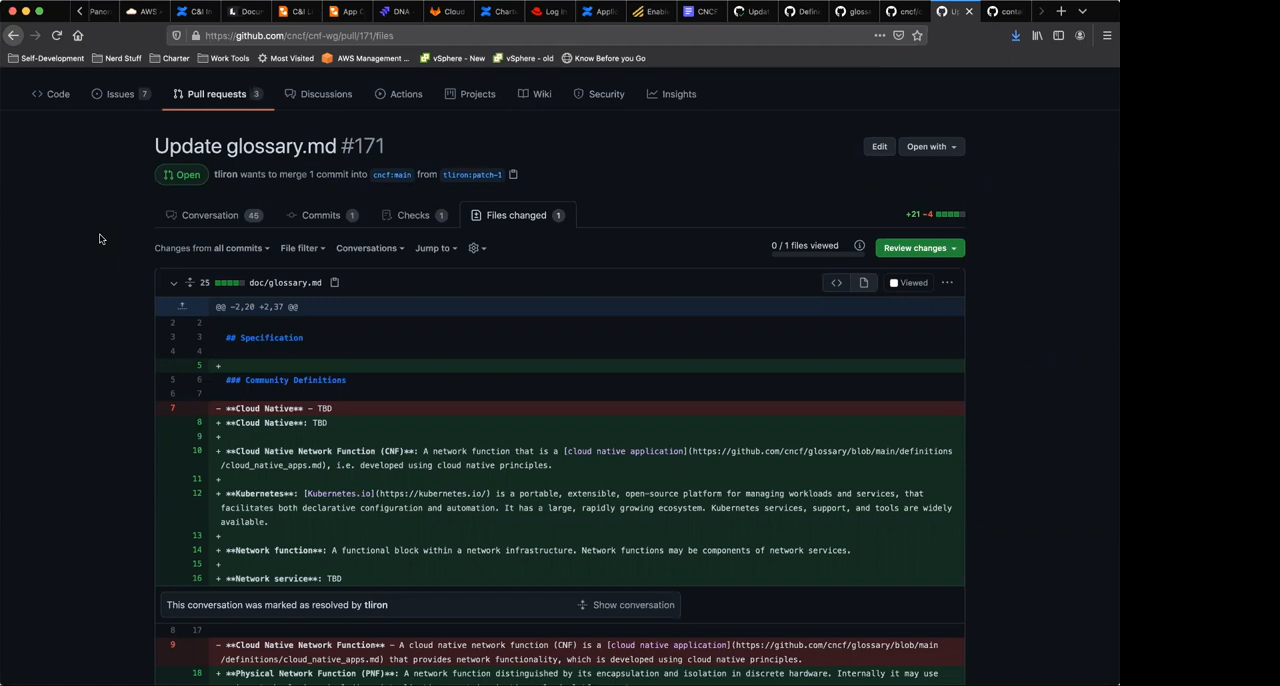 Panor
AWS
C&I In
Docun
C&I Li
App C
DNA
Cloud
Charte
Log in
Applic
Enable
CNCF
Updat
Defin
gloss
cncf/c
Up
conta
https://github.com/cncf/cnf-wg/pull/171/files
Self-Development Nerd Stuff Charter Work Tools Most Visited AWS Management ... vSphere - New vSphere - old Know Before you Go
Code Issues 7 Pull requests 3 Discussions Actions Projects Wiki Security Insights
Update glossary.md #171
Edit Open with
Open tliron wants to merge 1 commit into cncf:main from tliron:patch-1
Conversation 45 Commits 1 Checks 1 Files changed 1 +21 −4
Changes from all commits File filter Conversations Jump to 0 / 1 files viewed Review changes
25 doc/glossary.md Viewed
@@ -2,20 +2,37 @@
2 2
3 3 ## Specification
4 4
5 +
5 6 ### Community Definitions
6 7
7 - **Cloud Native** - TBD
8 + **Cloud Native**: TBD
9 +
10 + **Cloud Native Network Function (CNF)**: A network function that is a [cloud native application](https://github.com/cncf/glossary/blob/main/definitions
/cloud_native_apps.md), i.e. developed using cloud native principles.
11 +
12 + **Kubernetes**: [Kubernetes.io](https://kubernetes.io/) is a portable, extensible, open-source platform for managing workloads and services, that
facilitates both declarative configuration and automation. It has a large, rapidly growing ecosystem. Kubernetes services, support, and tools are widely
available.
13 +
14 + **Network function**: A functional block within a network infrastructure. Network functions may be components of network services.
15 +
16 + **Network service**: TBD
This conversation was marked as resolved by tliron Show conversation
8 17
9 - **Cloud Native Network Function** - A cloud native network function (CNF) is a [cloud native application](https://github.com/cncf/glossary/blob/main
/definitions/cloud_native_apps.md) that provides network functionality, which is developed using cloud native principles.
18 + **Physical Network Function (PNF)**: A network function distinguished by its encapsulation and isolation in discrete hardware. Internally it may use